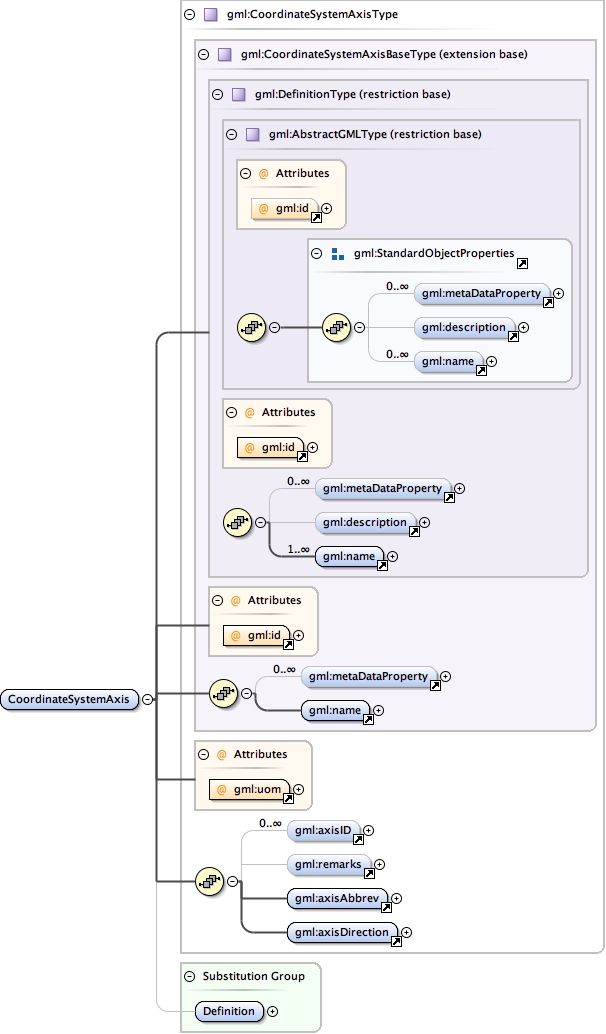 gml:CoordinateSystemAxisType
gml:CoordinateSystemAxisBaseType (extension base)
gml:DefinitionType (restriction base)
gml:AbstractGMLType (restriction base)
@ Attributes
@ gml:id
gml:StandardObjectProperties
0..∞
gml:metaDataProperty
gml:description
0..∞
gml:name
@ Attributes
@ gml:id
0..∞
gml:metaDataProperty
gml:description
1..∞
gml:name
@ Attributes
@ gml:id
0..∞
gml:metaDataProperty
gml:name
CoordinateSystemAxis
@ Attributes
@ gml:uom
0..∞
gml:axisID
gml:remarks
gml:axisAbbrev
gml:axisDirection
Substitution Group
Definition